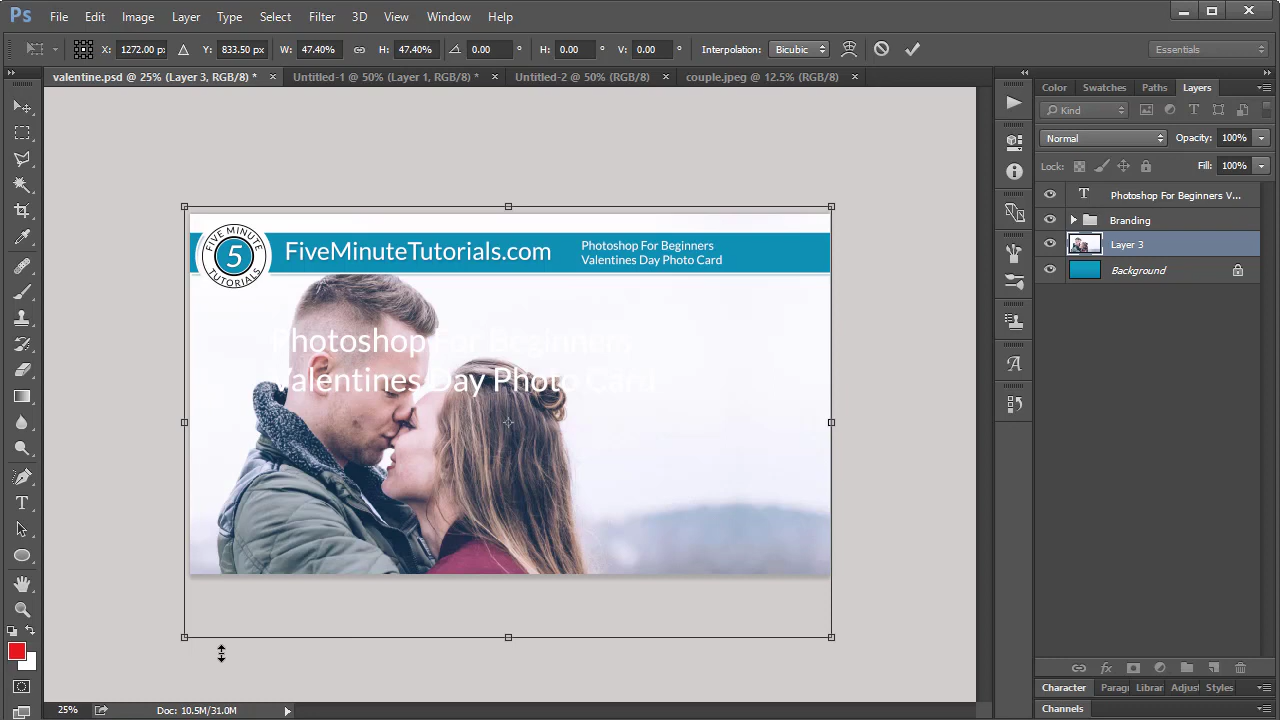 Ps File Edit Image Layer Type Select Filter 3D View Window Help
X: 1272.00 px Y: 833.50 px W: 47.40% H: 47.40% 0.00 ° H: 0.00 ° V: 0.00 ° Interpolation: Bicubic Essentials
valentine.psd @ 25% (Layer 3, RGB/8) * × Untitled-1 @ 50% (Layer 1, RGB/8) * × Untitled-2 @ 50% (RGB/8) × couple.jpeg @ 12.5% (RGB/8) ×
Color Swatches Paths Layers
Kind
Normal Opacity: 100%
Lock: Fill: 100%
T Photoshop For Beginners V...
Branding
Layer 3
Background
FIVE MINUTE
5
TUTORIALS
FiveMinuteTutorials.com
Photoshop For Beginners
Valentines Day Photo Card
Photoshop For Beginners
Valentines Day Photo Card
Character Paragı Librar Adjust Styles
Channels
25% Doc: 10.5M/31.0M